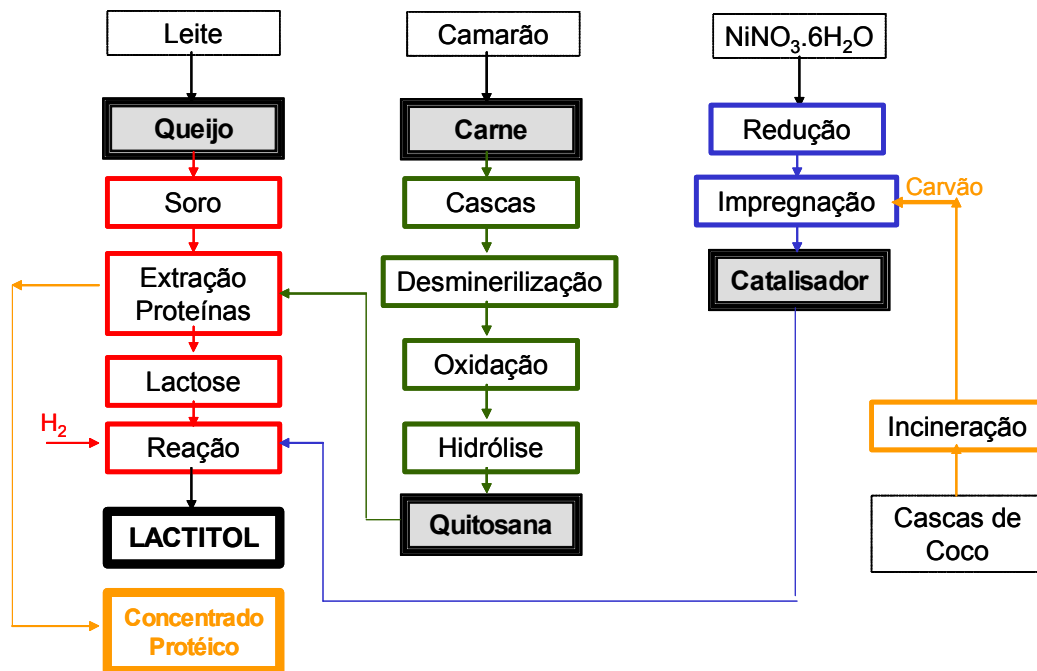 Leite
Camarão
NiNO₃.6H₂O
Queijo
Carne
Redução
Soro
Cascas
Impregnação
Carvão
Extração
Proteínas
Desminerilização
Catalisador
Lactose
Oxidação
H₂
Reação
Hidrólise
Incineração
LACTITOL
Quitosana
Cascas de
Coco
Concentrado
Protéico